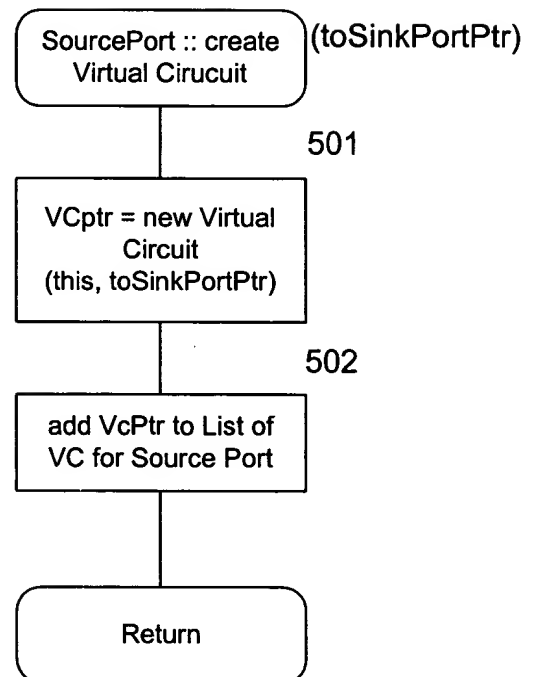 SourcePort :: create
Virtual Cirucuit
(toSinkPortPtr)
501
VCptr = new Virtual
Circuit
(this, toSinkPortPtr)
502
add VcPtr to List of
VC for Source Port
Return